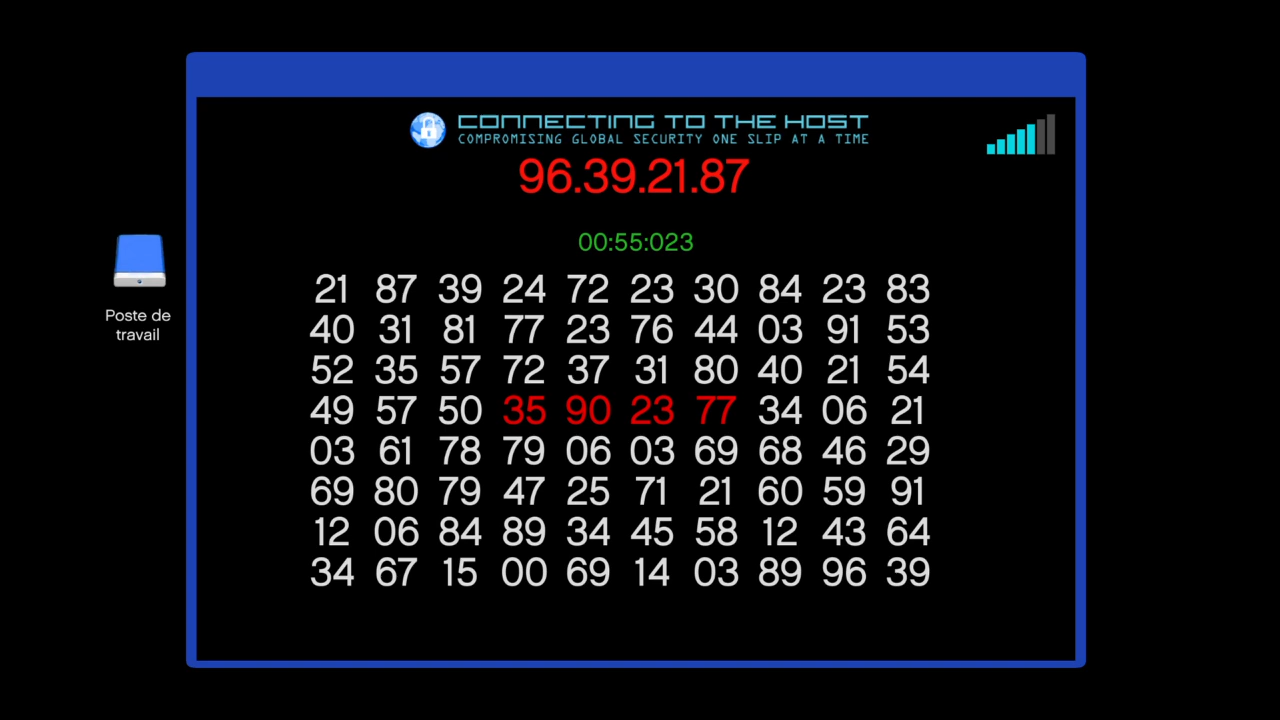 CONNECTING TO THE HOST
COMPROMISING GLOBAL SECURITY ONE SLIP AT A TIME
96.39.21.87
00:55:023
21 87 39 24 72 23 30 84 23 83
40 31 81 77 23 76 44 03 91 53
52 35 57 72 37 31 80 40 21 54
49 57 50 35 90 23 77 34 06 21
03 61 78 79 06 03 69 68 46 29
69 80 79 47 25 71 21 60 59 91
12 06 84 89 34 45 58 12 43 64
34 67 15 00 69 14 03 89 96 39
Poste de
travail